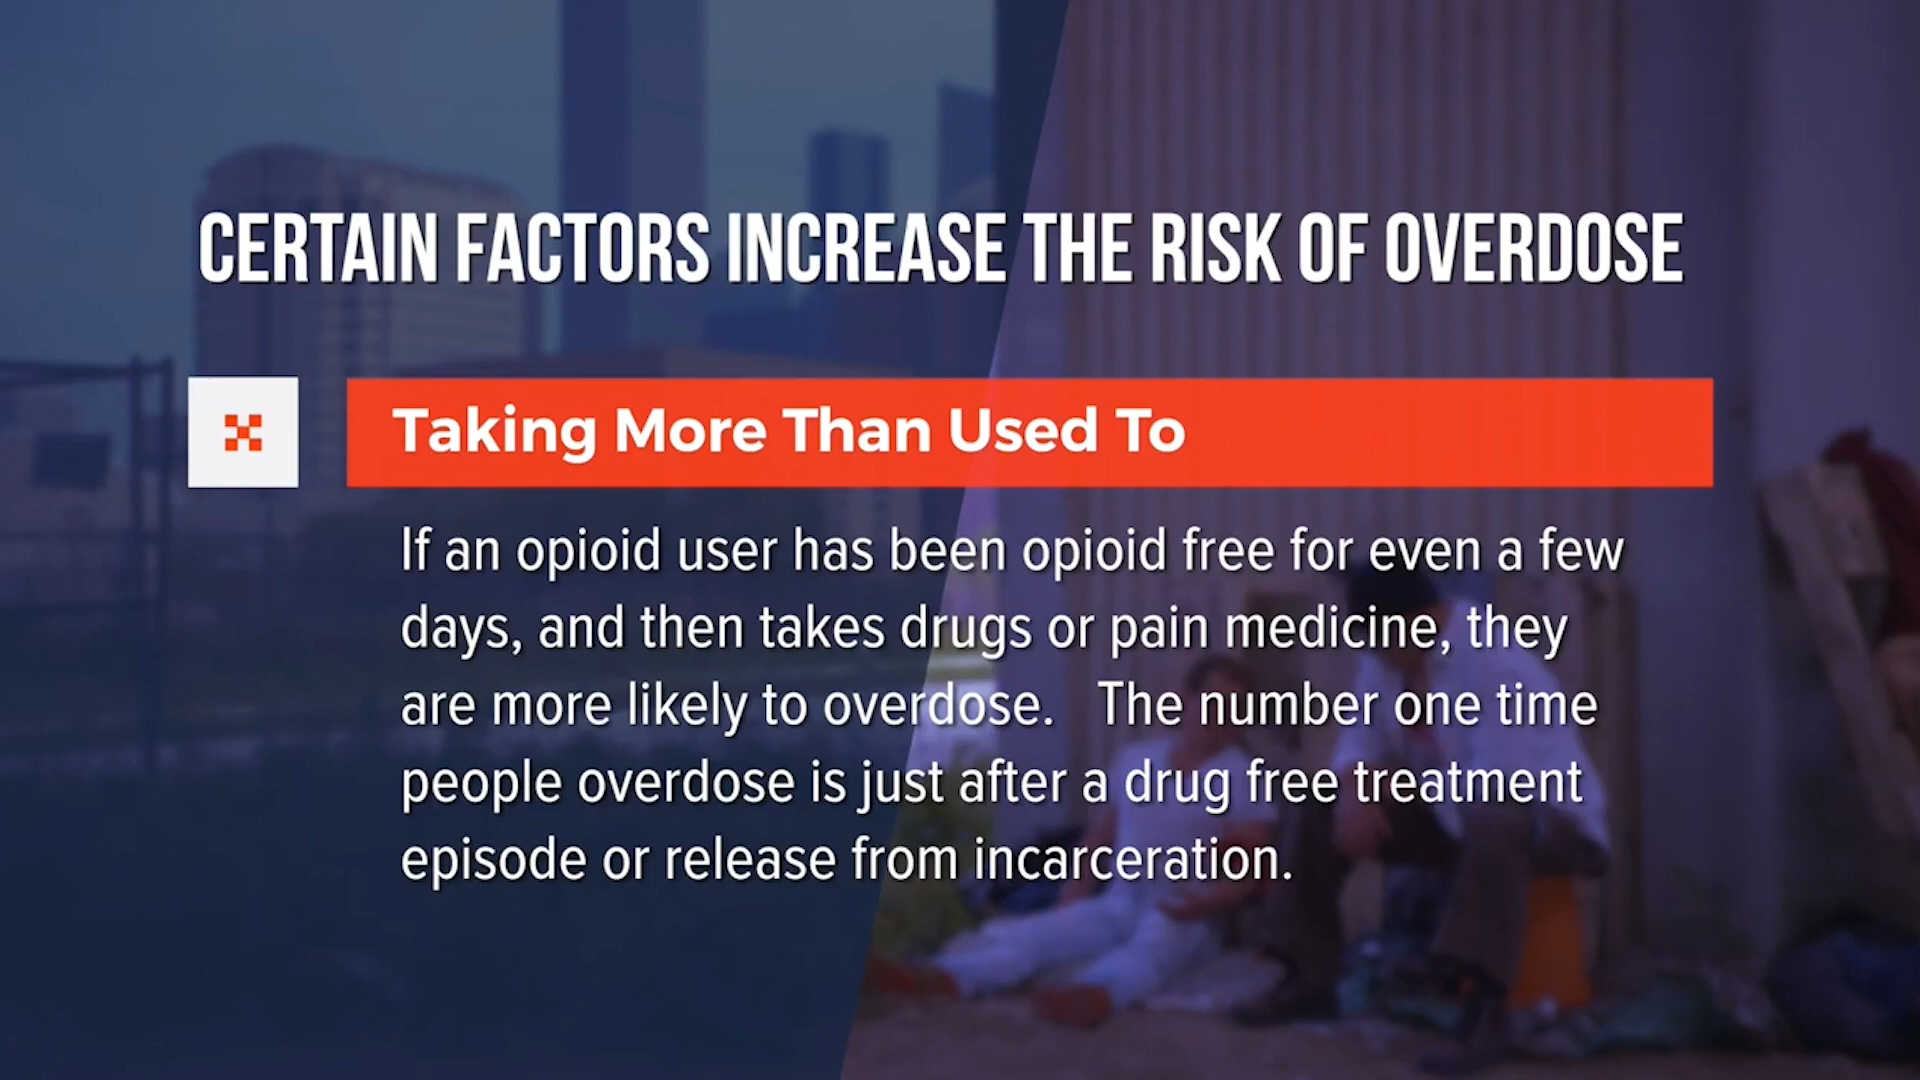 CERTAIN FACTORS INCREASE THE RISK OF OVERDOSE
Taking More Than Used To
If an opioid user has been opioid free for even a few
days, and then takes drugs or pain medicine, they
are more likely to overdose. The number one time
people overdose is just after a drug free treatment
episode or release from incarceration.